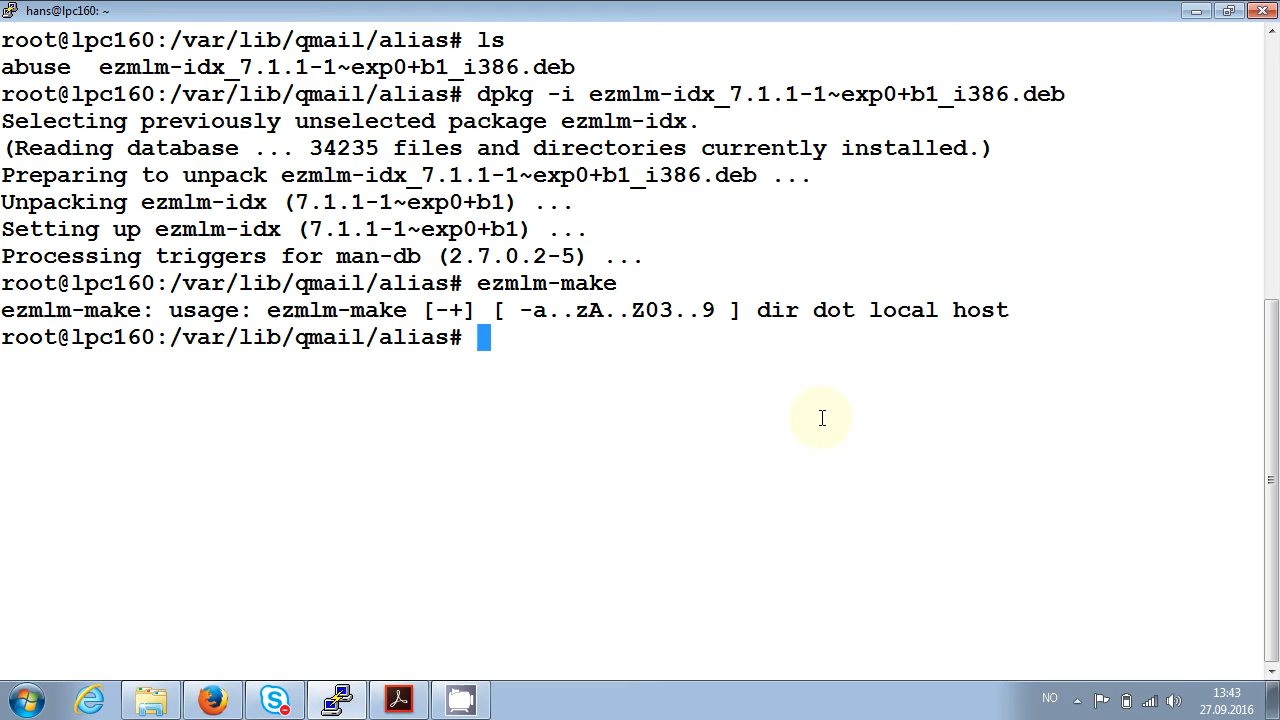 hans@lpc160: ~
root@lpc160:/var/lib/qmail/alias# ls
abuse  ezmlm-idx_7.1.1-1~exp0+b1_i386.deb
root@lpc160:/var/lib/qmail/alias# dpkg -i ezmlm-idx_7.1.1-1~exp0+b1_i386.deb
Selecting previously unselected package ezmlm-idx.
(Reading database ... 34235 files and directories currently installed.)
Preparing to unpack ezmlm-idx_7.1.1-1~exp0+b1_i386.deb ...
Unpacking ezmlm-idx (7.1.1-1~exp0+b1) ...
Setting up ezmlm-idx (7.1.1-1~exp0+b1) ...
Processing triggers for man-db (2.7.0.2-5) ...
root@lpc160:/var/lib/qmail/alias# ezmlm-make
ezmlm-make: usage: ezmlm-make [-+] [ -a..zA..Z03..9 ] dir dot local host
root@lpc160:/var/lib/qmail/alias#
NO
13:43
27.09.2016